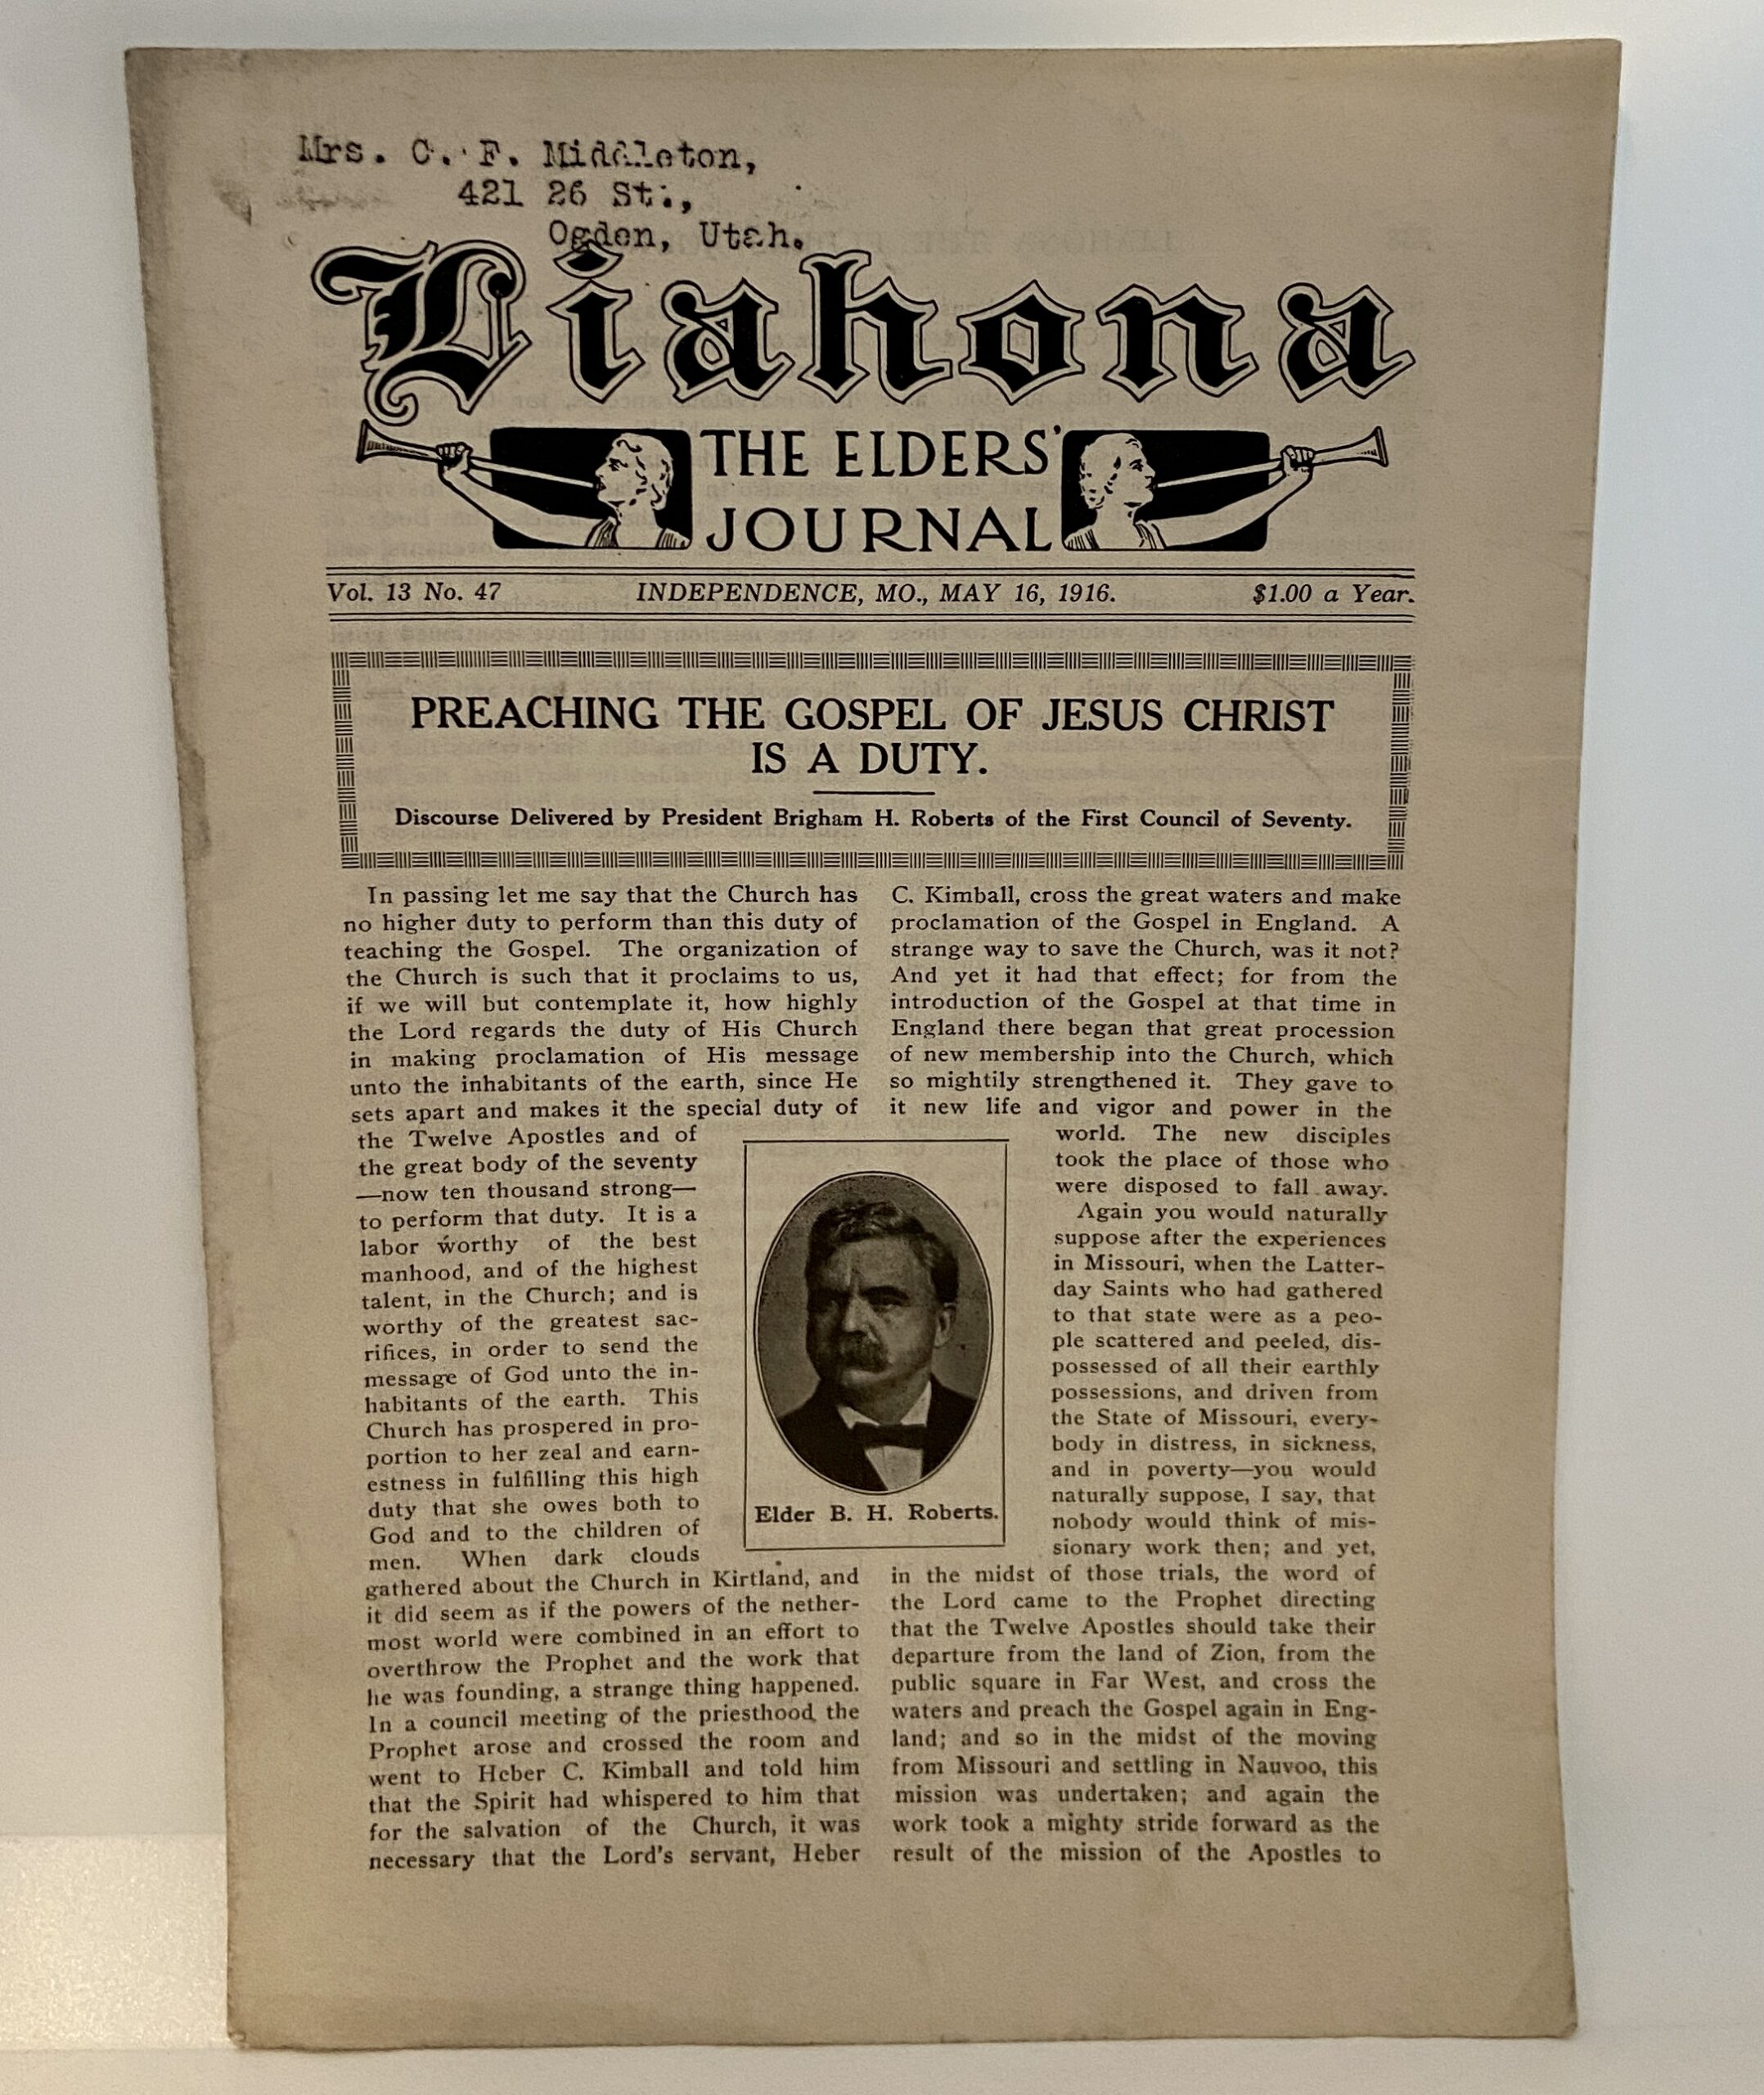 Mrs. C. F. Middleton,
421 26 St.,
Ogden, Utah.
Liahona
THE ELDERS'
JOURNAL
Vol. 13 No. 47 INDEPENDENCE, MO., MAY 16, 1916. $1.00 a Year.
PREACHING THE GOSPEL OF JESUS CHRIST
IS A DUTY.
Discourse Delivered by President Brigham H. Roberts of the First Council of Seventy.
In passing let me say that the Church has
no higher duty to perform than this duty of
teaching the Gospel. The organization of
the Church is such that it proclaims to us,
if we will but contemplate it, how highly
the Lord regards the duty of His Church
in making proclamation of His message
unto the inhabitants of the earth, since He
sets apart and makes it the special duty of
the Twelve Apostles and of
the great body of the seventy
—now ten thousand strong—
to perform that duty. It is a
labor worthy of the best
manhood, and of the highest
talent, in the Church; and is
worthy of the greatest sac-
rifices, in order to send the
message of God unto the in-
habitants of the earth. This
Church has prospered in pro-
portion to her zeal and earn-
estness in fulfilling this high
duty that she owes both to
God and to the children of
men. When dark clouds
gathered about the Church in Kirtland, and
it did seem as if the powers of the nether-
most world were combined in an effort to
overthrow the Prophet and the work that
he was founding, a strange thing happened.
In a council meeting of the priesthood the
Prophet arose and crossed the room and
went to Heber C. Kimball and told him
that the Spirit had whispered to him that
for the salvation of the Church, it was
necessary that the Lord's servant, Heber
Elder B. H. Roberts.
C. Kimball, cross the great waters and make
proclamation of the Gospel in England. A
strange way to save the Church, was it not?
And yet it had that effect; for from the
introduction of the Gospel at that time in
England there began that great procession
of new membership into the Church, which
so mightily strengthened it. They gave to
it new life and vigor and power in the
world. The new disciples
took the place of those who
were disposed to fall away.
Again you would naturally
suppose after the experiences
in Missouri, when the Latter-
day Saints who had gathered
to that state were as a peo-
ple scattered and peeled, dis-
possessed of all their earthly
possessions, and driven from
the State of Missouri, every-
body in distress, in sickness,
and in poverty—you would
naturally suppose, I say, that
nobody would think of mis-
sionary work then; and yet,
in the midst of those trials, the word of
the Lord came to the Prophet directing
that the Twelve Apostles should take their
departure from the land of Zion, from the
public square in Far West, and cross the
waters and preach the Gospel again in Eng-
land; and so in the midst of the moving
from Missouri and settling in Nauvoo, this
mission was undertaken; and again the
work took a mighty stride forward as the
result of the mission of the Apostles to